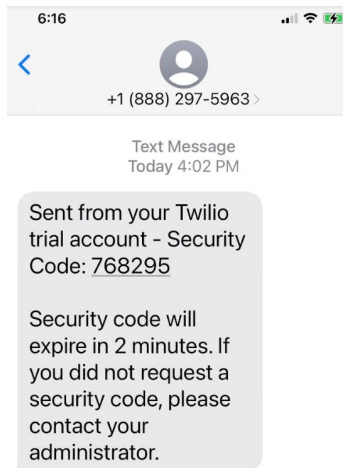 6:16
+1 (888) 297-5963
Text Message
Today 4:02 PM
Sent from your Twilio
trial account - Security
Code: 768295
Security code will
expire in 2 minutes. If
you did not request a
security code, please
contact your
administrator.